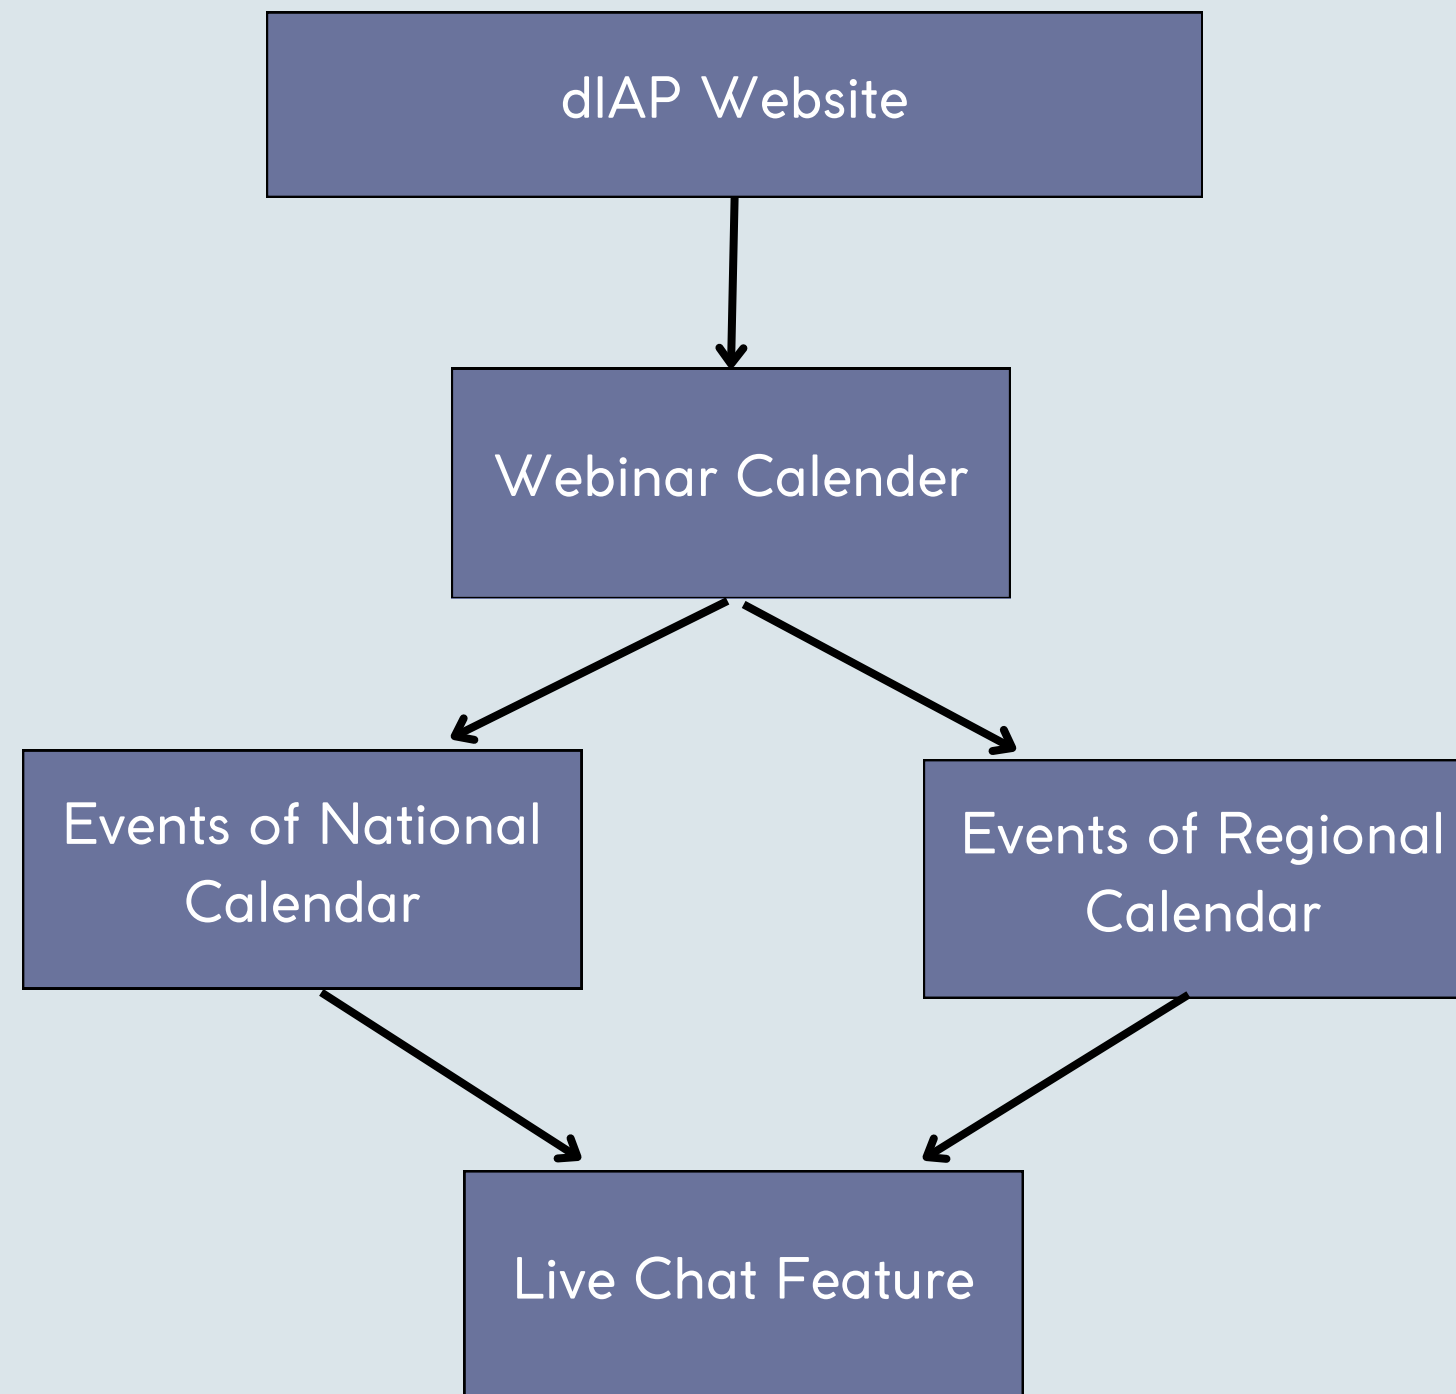 dIAP Website
Webinar Calender
Events of National
Calendar
Events of Regional
Calendar
Live Chat Feature